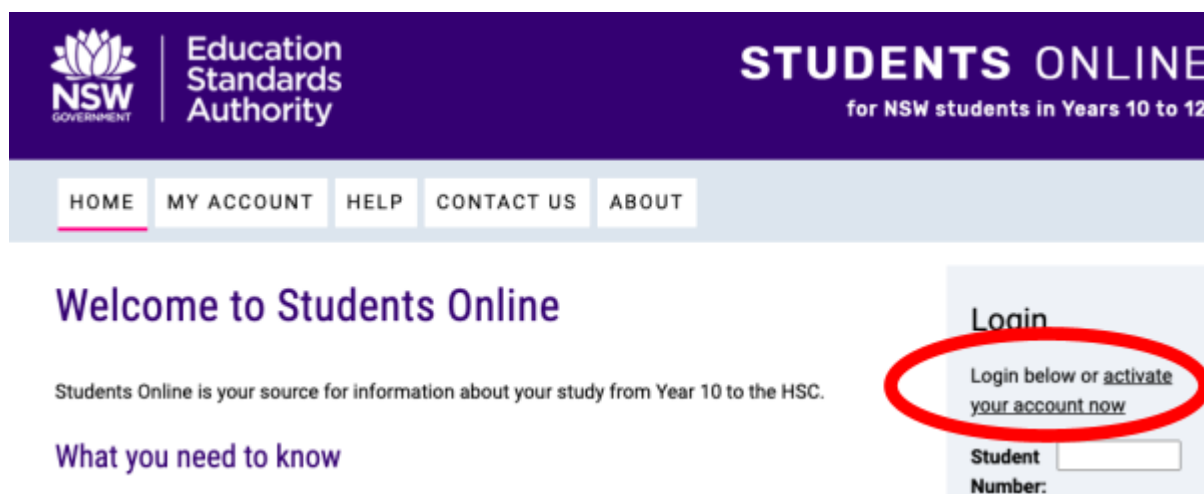 NSW
GOVERNMENT
Education
Standards
Authority
STUDENTS ONLINE
for NSW students in Years 10 to 12
HOME MY ACCOUNT HELP CONTACT US ABOUT
Welcome to Students Online
Students Online is your source for information about your study from Year 10 to the HSC.
What you need to know
Login
Login below or activate
your account now
Student
Number: